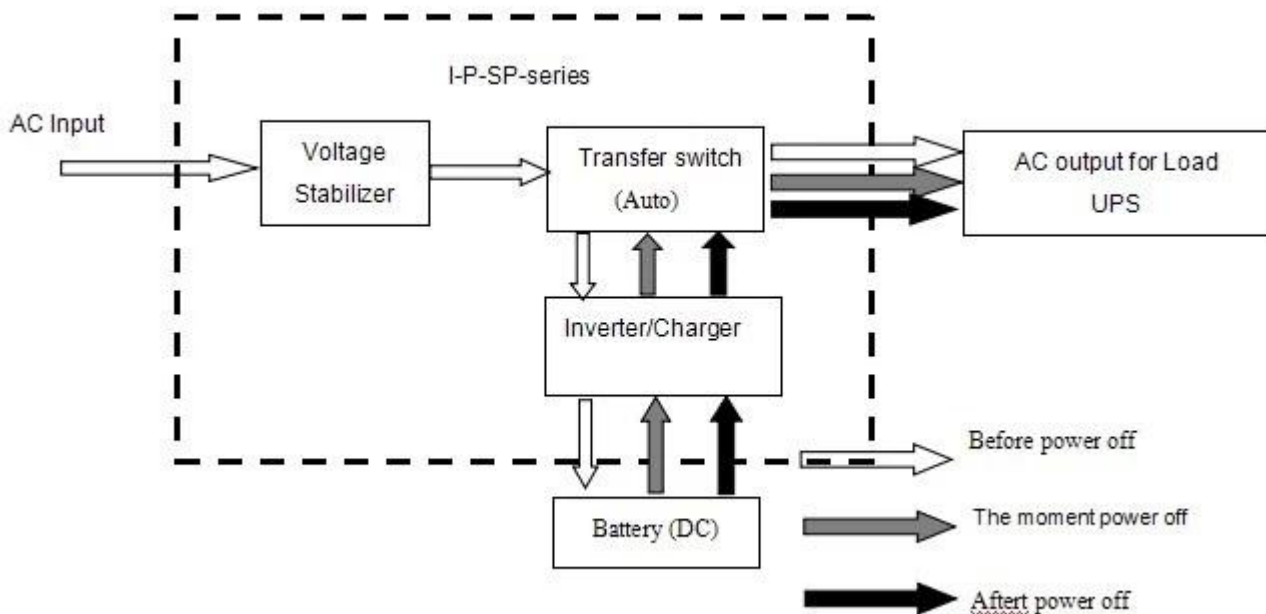 I-P-SP-series
AC Input
Voltage
Stabilizer
Transfer switch
(Auto)
AC output for Load
UPS
Inverter/Charger
Battery (DC)
Before power off
The moment power off
Aftert power off